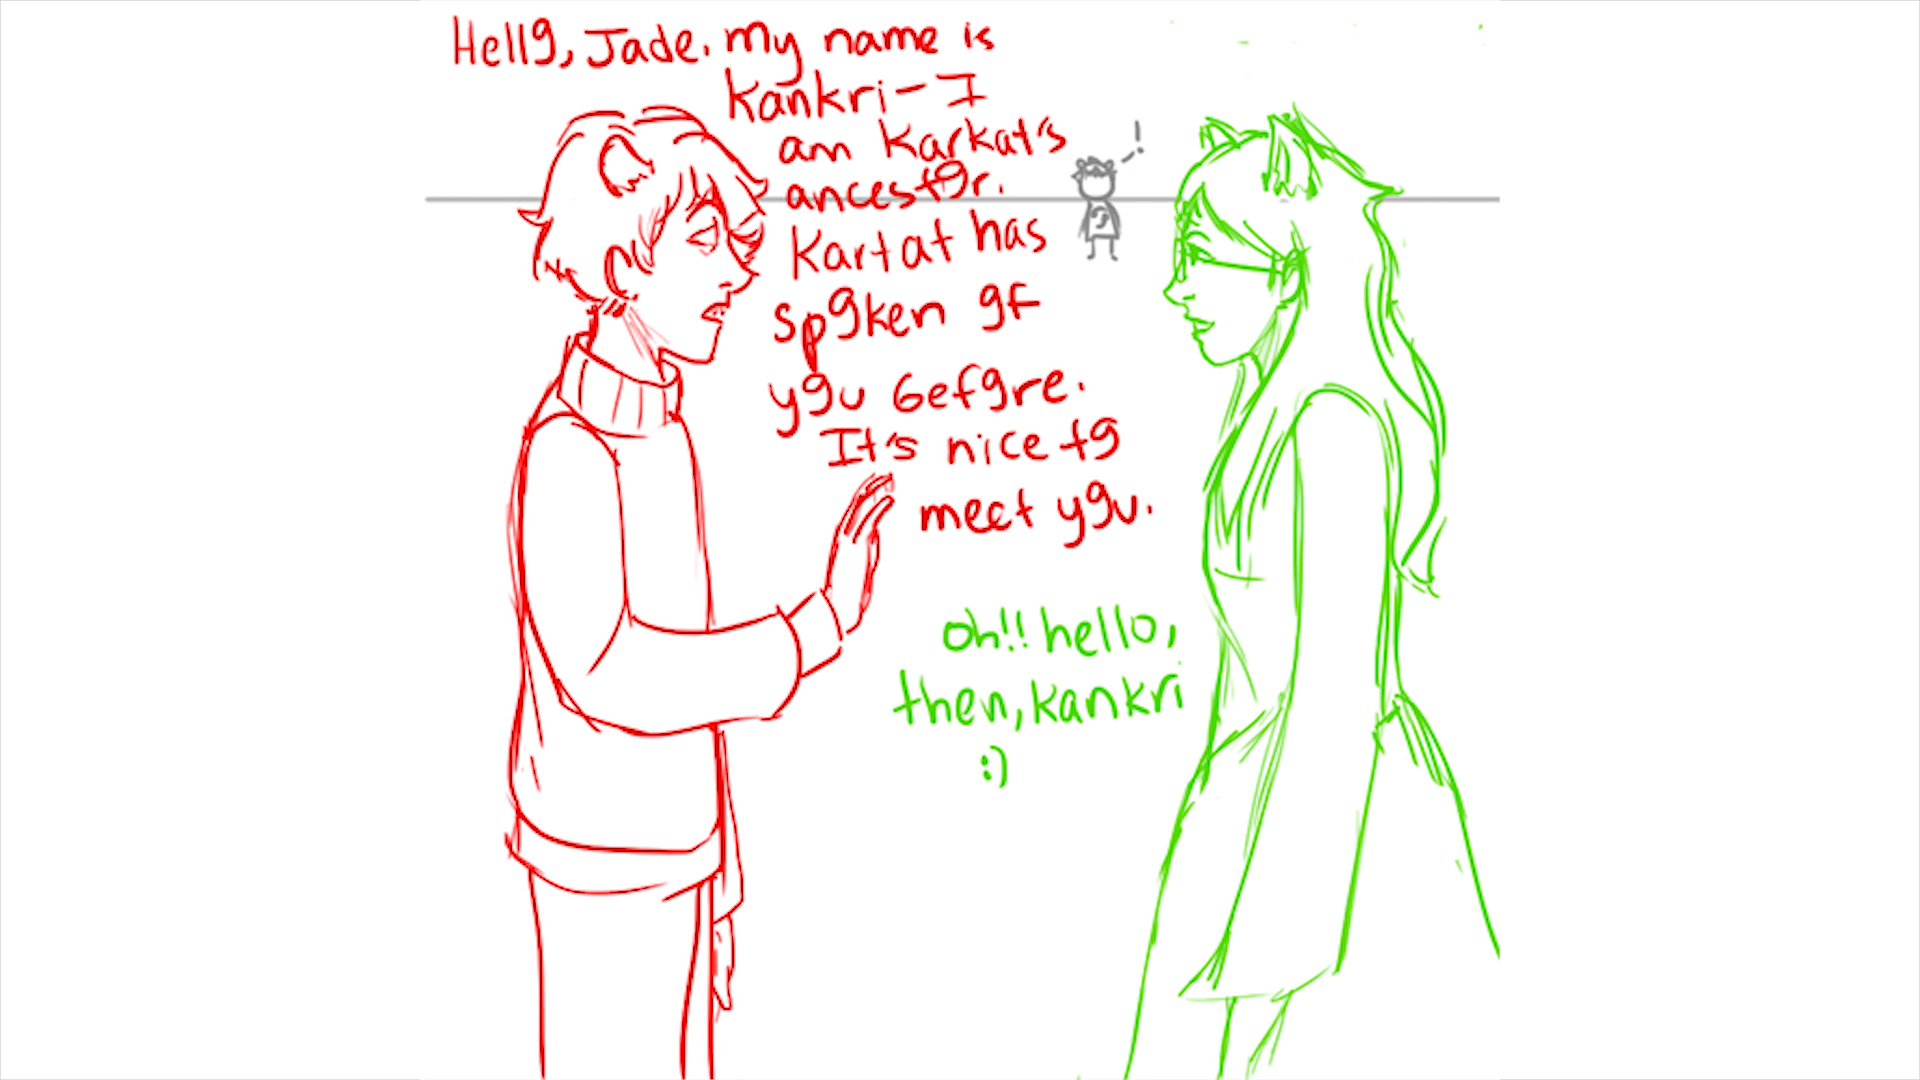 Hell9, Jade. My name is
Kankri– I
am Karkat's
ancest9r.
Kartat has
sp9ken 9f
y9u 6ef9re.
It's nice t9
meet y9u.
!
oh!! hello,
then, kankri
:)